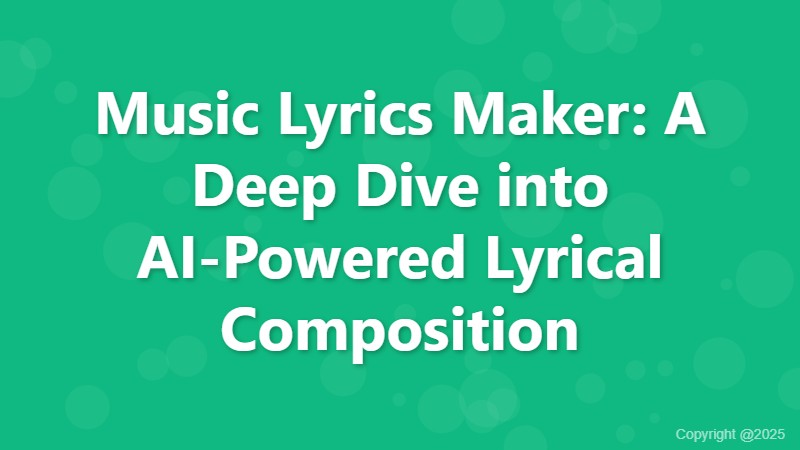 Music Lyrics Maker: A
Deep Dive into
AI-Powered Lyrical
Composition
Copyright @2025